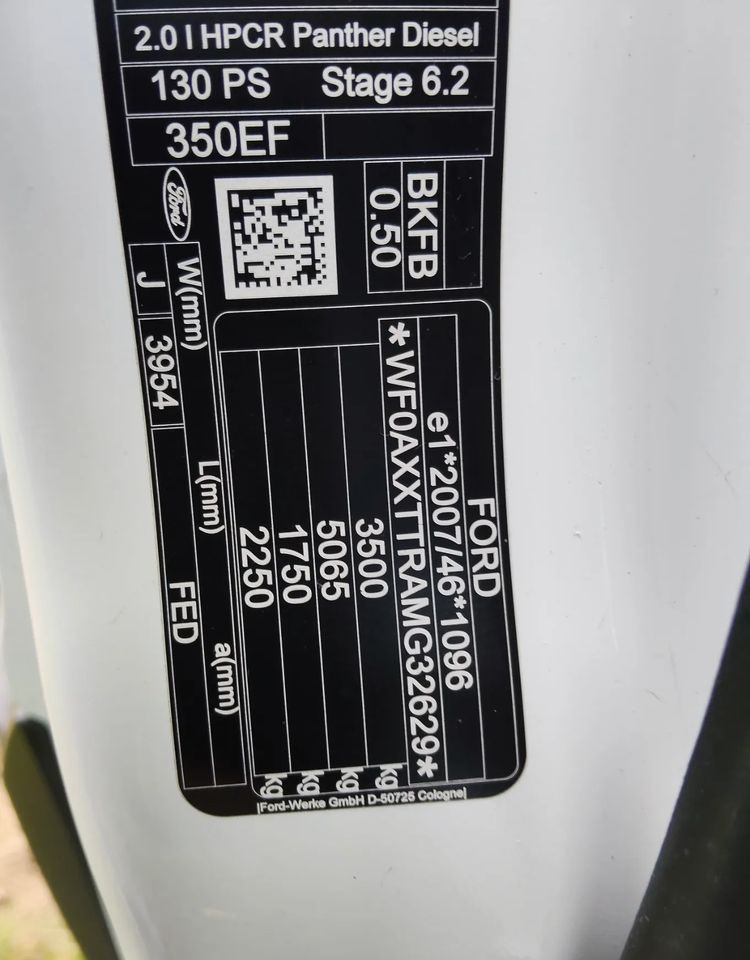 2.0 l HPCR Panther Diesel
130 PS Stage 6.2
350EF
Ford
BKFB
0.50
FORD
e1*2007/46*1096
*WF0AXXTTRAMG32629*
3500 kg
5065 kg
1750 kg
2250 kg
W(mm) L(mm) a(mm)
J 3954 FED
Ford-Werke GmbH D-50725 Cologne